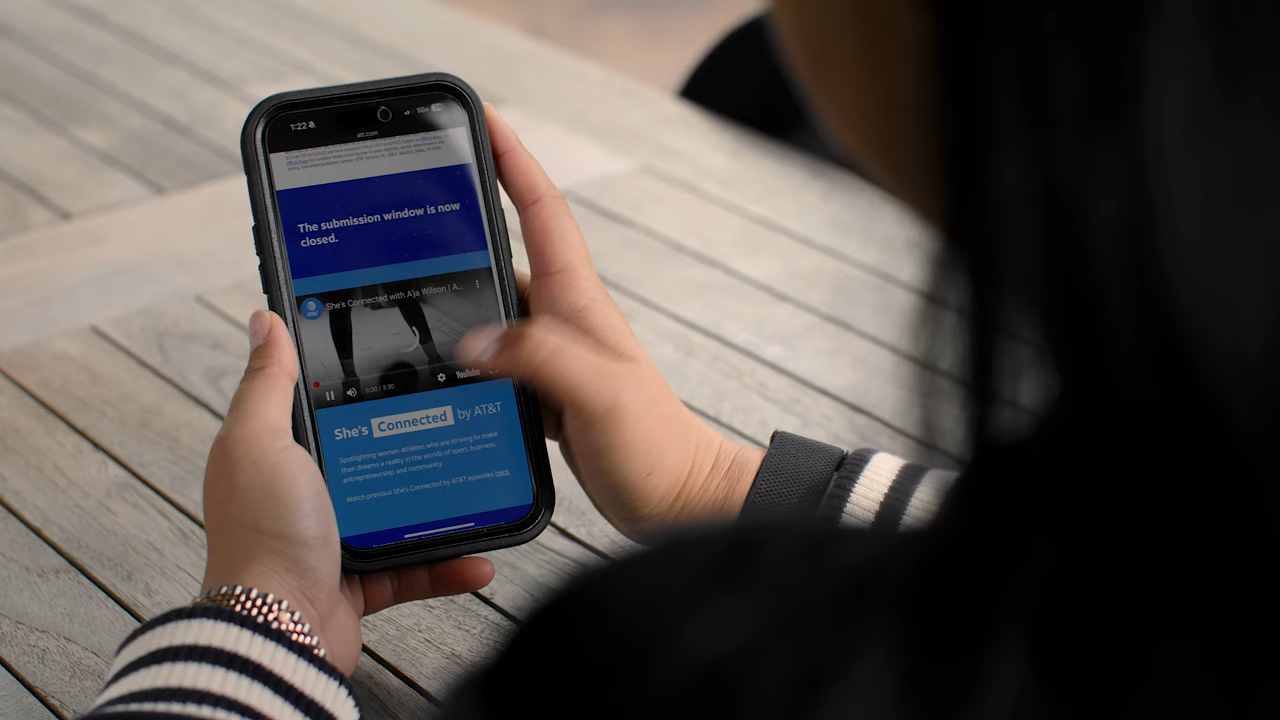 1:22
5G+
att.com
The submission window is now
closed.
AT&T
She's Connected with A'ja Wilson | A...
0:00 / 3:30
YouTube
She's Connected by AT&T
Spotlighting women athletes who are striving to make
their dreams a reality in the worlds of sport, business,
entrepreneurship and community.
Watch previous She's Connected by AT&T episodes here.